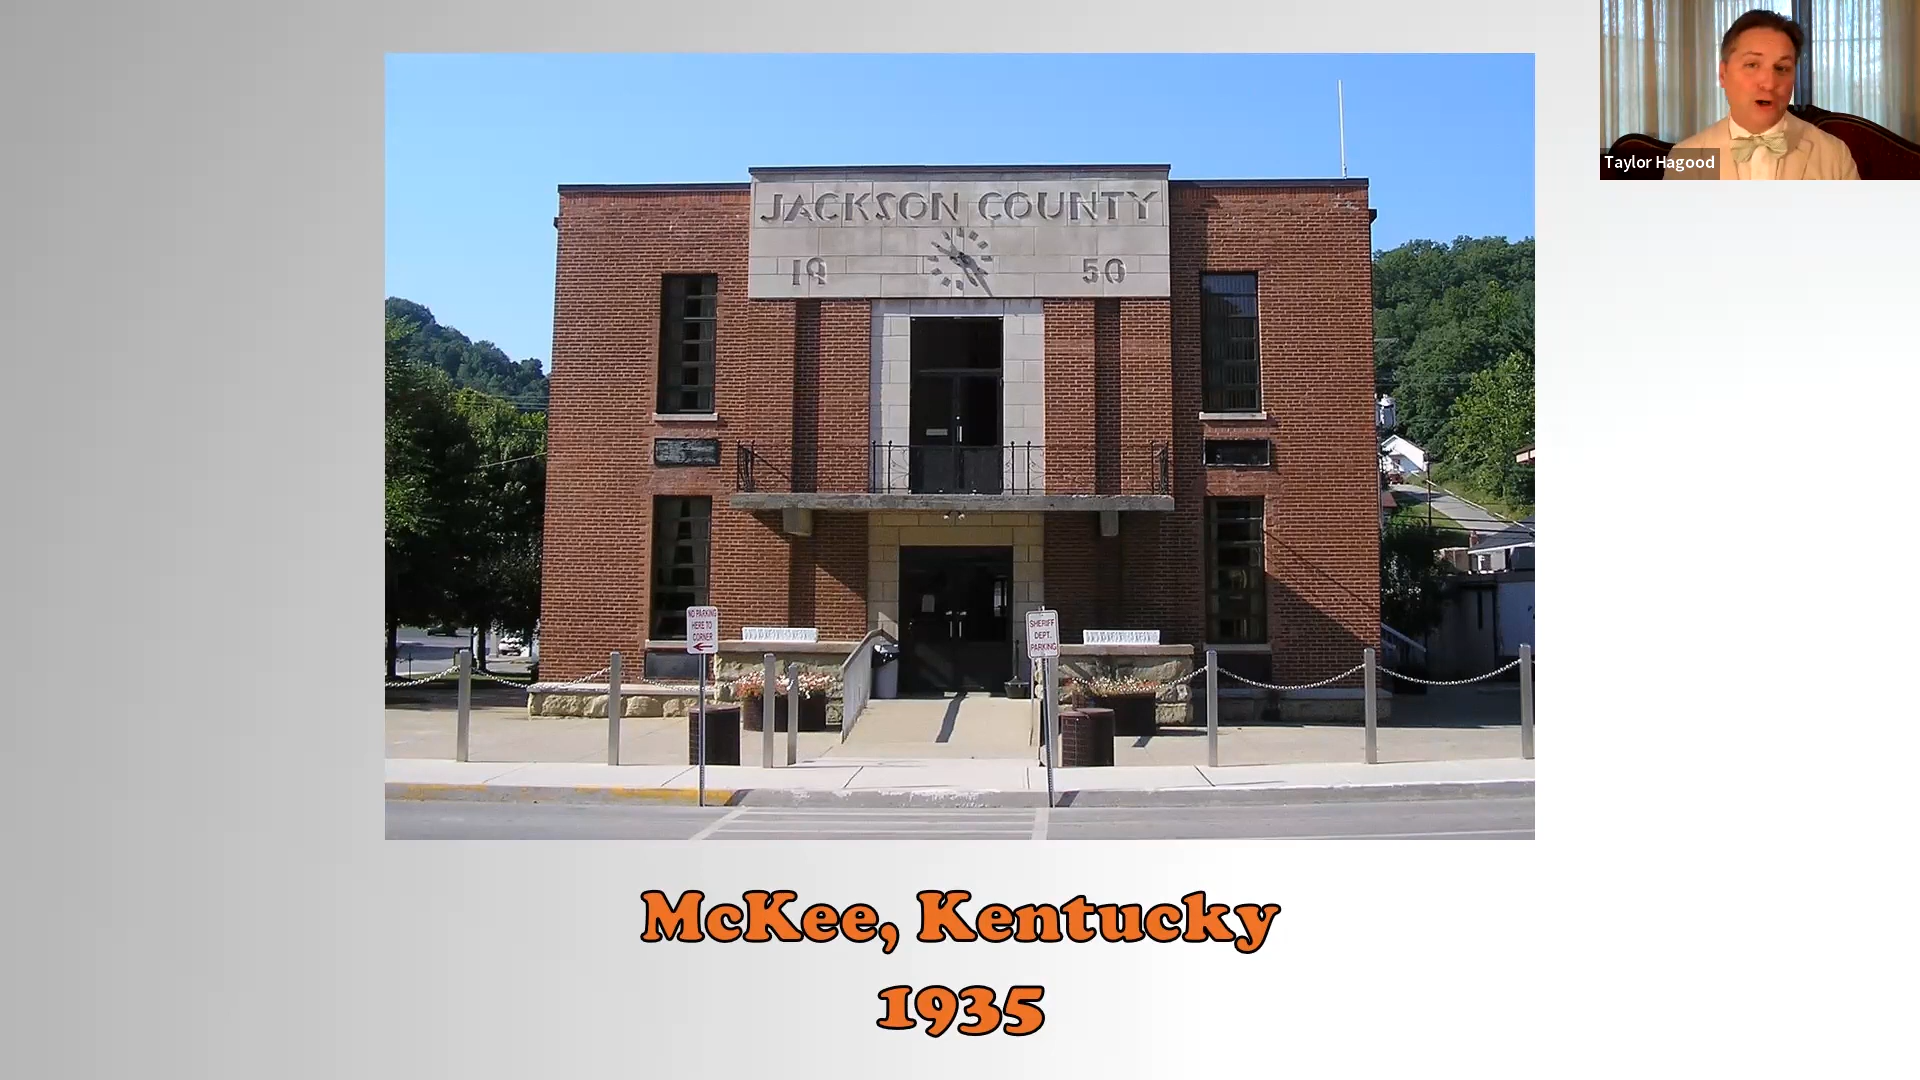 Taylor Hagood
JACKSON COUNTY
19 50
NO PARKING
HERE TO
CORNER
SHERIFF
DEPT.
PARKING
McKee, Kentucky
1935